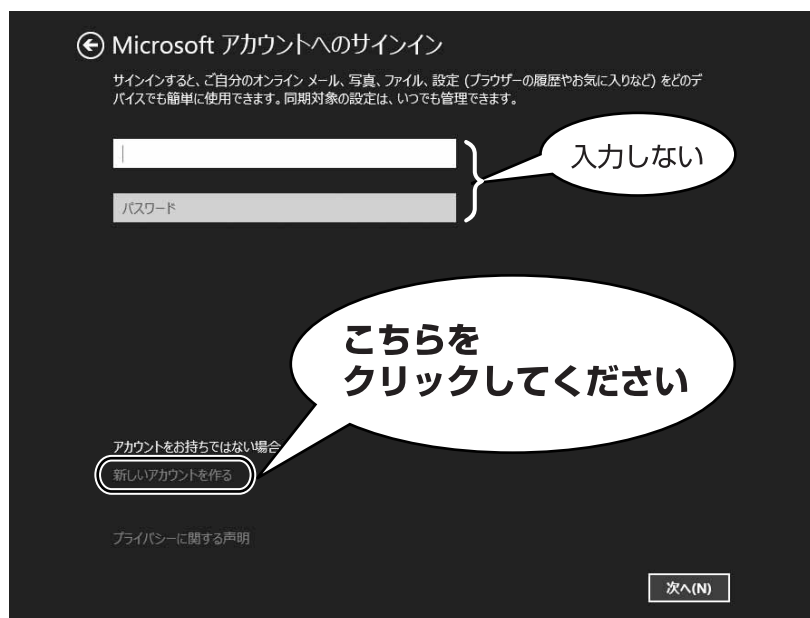 Microsoft アカウントへのサインイン
サインインすると、ご自分のオンライン メール、写真、ファイル、設定 (ブラウザーの履歴やお気に入りなど) をどのデ
バイスでも簡単に使用できます。同期対象の設定は、いつでも管理できます。
入力しない
パスワード
こちらを
クリックしてください
アカウントをお持ちではない場合
新しいアカウントを作る
プライバシーに関する声明
次へ(N)